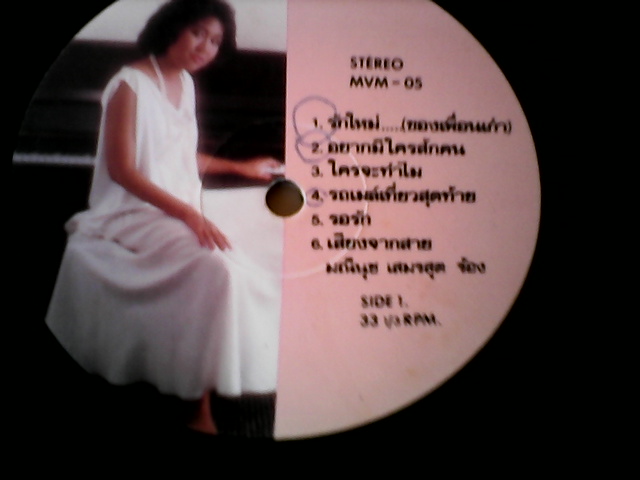 STEREO
MVM - 05
1. รักใหม่....(ของเพื่อนเก่า)
2. อยากมีใครสักคน
3. ใครจะทำไม
4. รถเมล์เที่ยวสุดท้าย
5. รอรัก
6. เสียงจากสาย
มณีนุช เสมรสุต ร้อง
SIDE 1.
33 1/3 RPM.